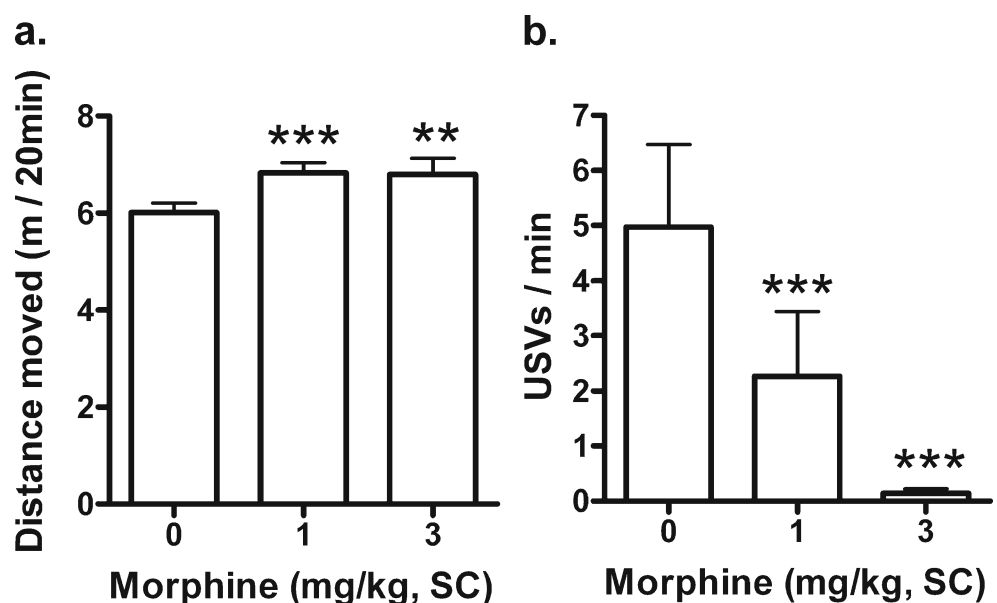 a.
Distance moved (m / 20min)
8
6
4
2
0
***
**
0 1 3
Morphine (mg/kg, SC)
b.
USVs / min
7
6
5
4
3
2
1
0
***
***
0 1 3
Morphine (mg/kg, SC)